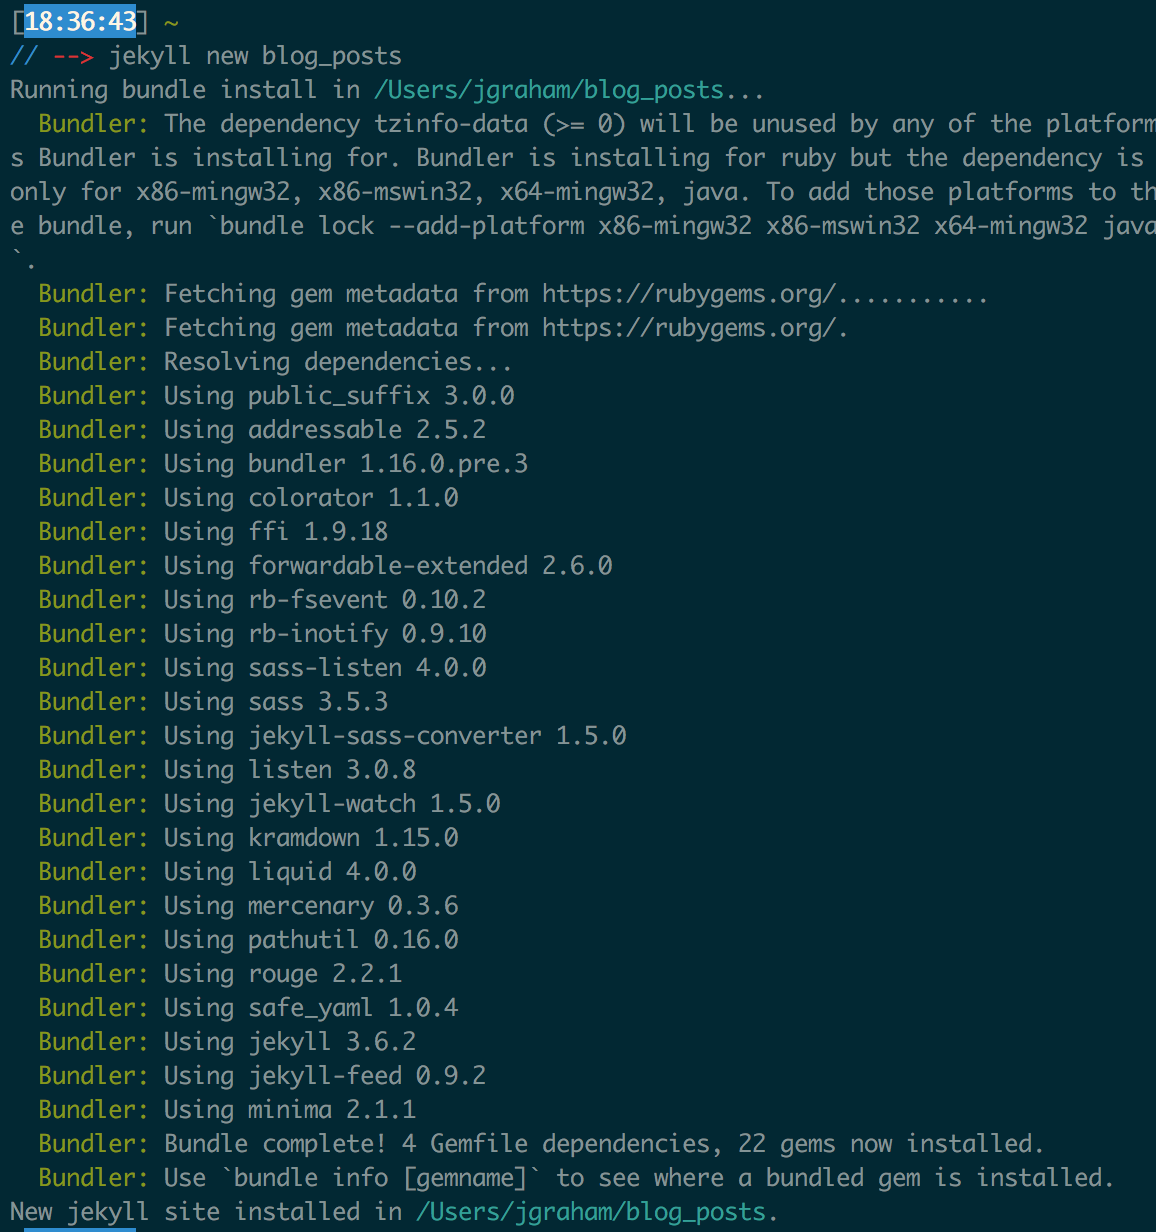 [18:36:43] ~
// --> jekyll new blog_posts
Running bundle install in /Users/jgraham/blog_posts...
  Bundler: The dependency tzinfo-data (>= 0) will be unused by any of the platform
s Bundler is installing for. Bundler is installing for ruby but the dependency is
only for x86-mingw32, x86-mswin32, x64-mingw32, java. To add those platforms to th
e bundle, run `bundle lock --add-platform x86-mingw32 x86-mswin32 x64-mingw32 java
`.
  Bundler: Fetching gem metadata from https://rubygems.org/...........
  Bundler: Fetching gem metadata from https://rubygems.org/.
  Bundler: Resolving dependencies...
  Bundler: Using public_suffix 3.0.0
  Bundler: Using addressable 2.5.2
  Bundler: Using bundler 1.16.0.pre.3
  Bundler: Using colorator 1.1.0
  Bundler: Using ffi 1.9.18
  Bundler: Using forwardable-extended 2.6.0
  Bundler: Using rb-fsevent 0.10.2
  Bundler: Using rb-inotify 0.9.10
  Bundler: Using sass-listen 4.0.0
  Bundler: Using sass 3.5.3
  Bundler: Using jekyll-sass-converter 1.5.0
  Bundler: Using listen 3.0.8
  Bundler: Using jekyll-watch 1.5.0
  Bundler: Using kramdown 1.15.0
  Bundler: Using liquid 4.0.0
  Bundler: Using mercenary 0.3.6
  Bundler: Using pathutil 0.16.0
  Bundler: Using rouge 2.2.1
  Bundler: Using safe_yaml 1.0.4
  Bundler: Using jekyll 3.6.2
  Bundler: Using jekyll-feed 0.9.2
  Bundler: Using minima 2.1.1
  Bundler: Bundle complete! 4 Gemfile dependencies, 22 gems now installed.
  Bundler: Use `bundle info [gemname]` to see where a bundled gem is installed.
New jekyll site installed in /Users/jgraham/blog_posts.